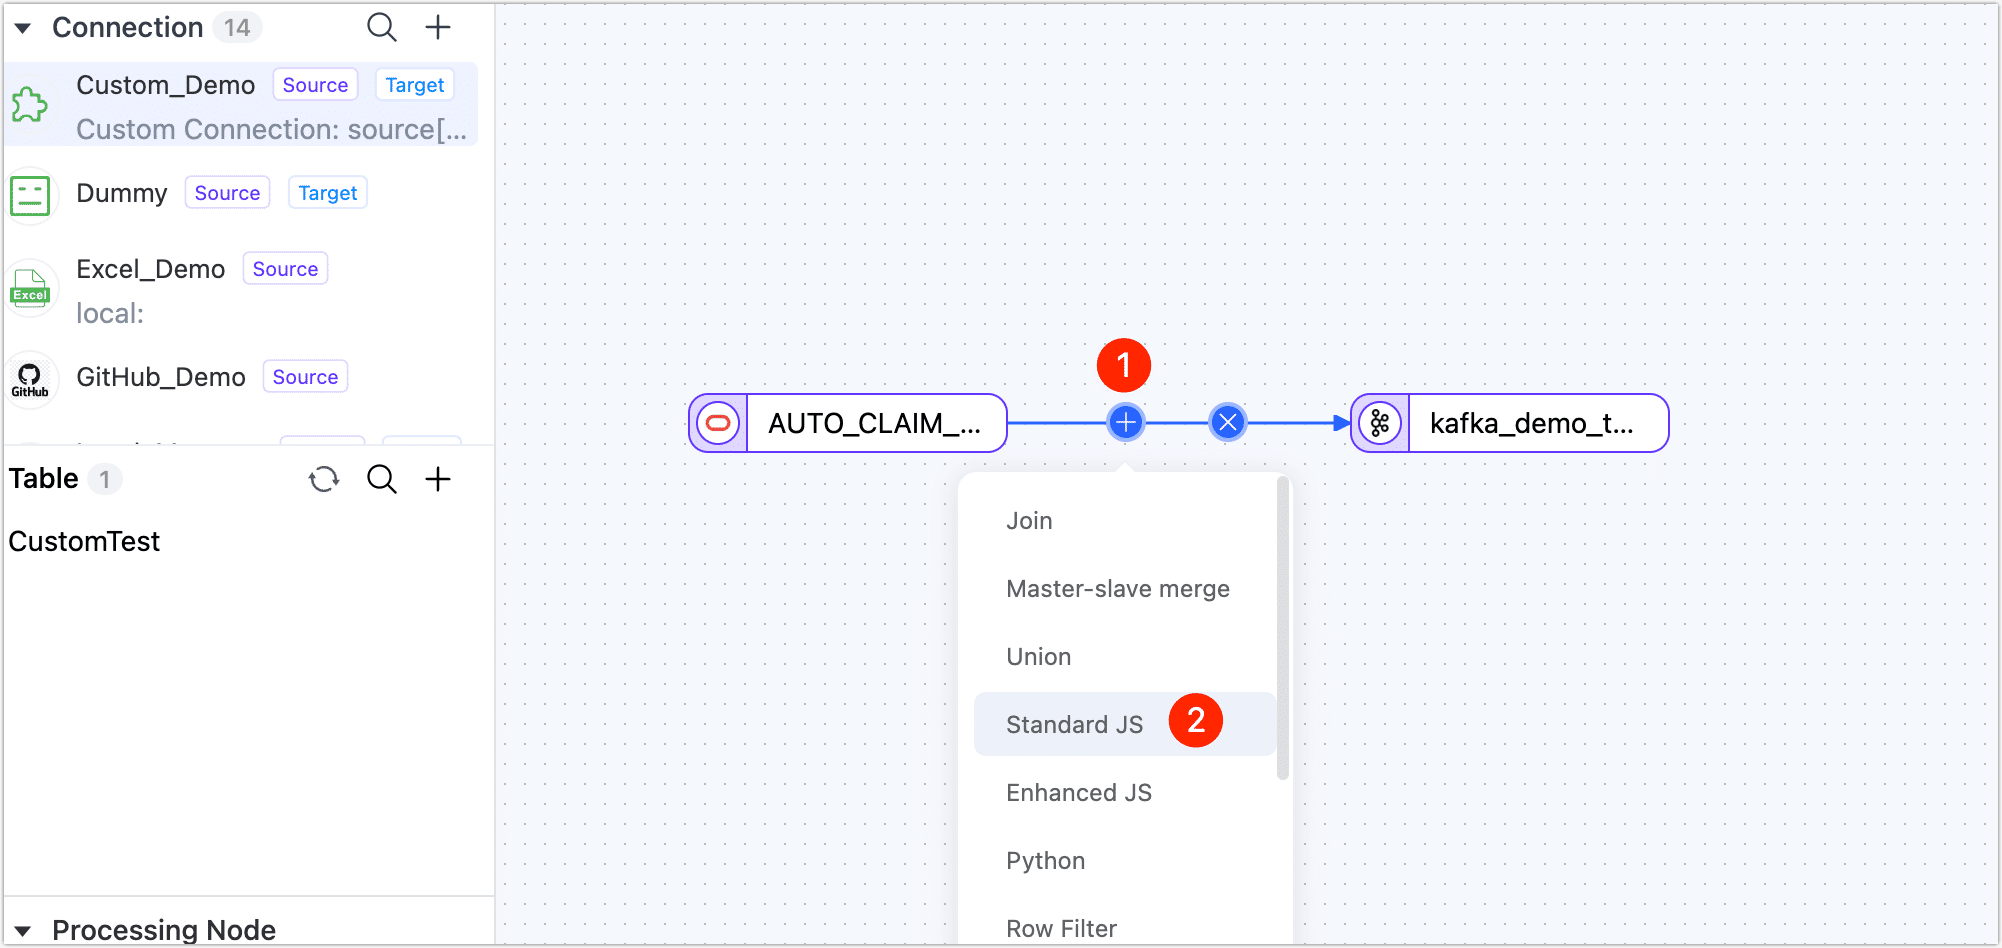 Connection 14
Custom_Demo Source Target
Custom Connection: source[...
Dummy Source Target
Excel_Demo Source
Excel
local:
GitHub_Demo Source
GitHub
Table 1
CustomTest
Processing Node
1
AUTO_CLAIM_...
kafka_demo_t...
Join
Master-slave merge
Union
Standard JS 2
Enhanced JS
Python
Row Filter